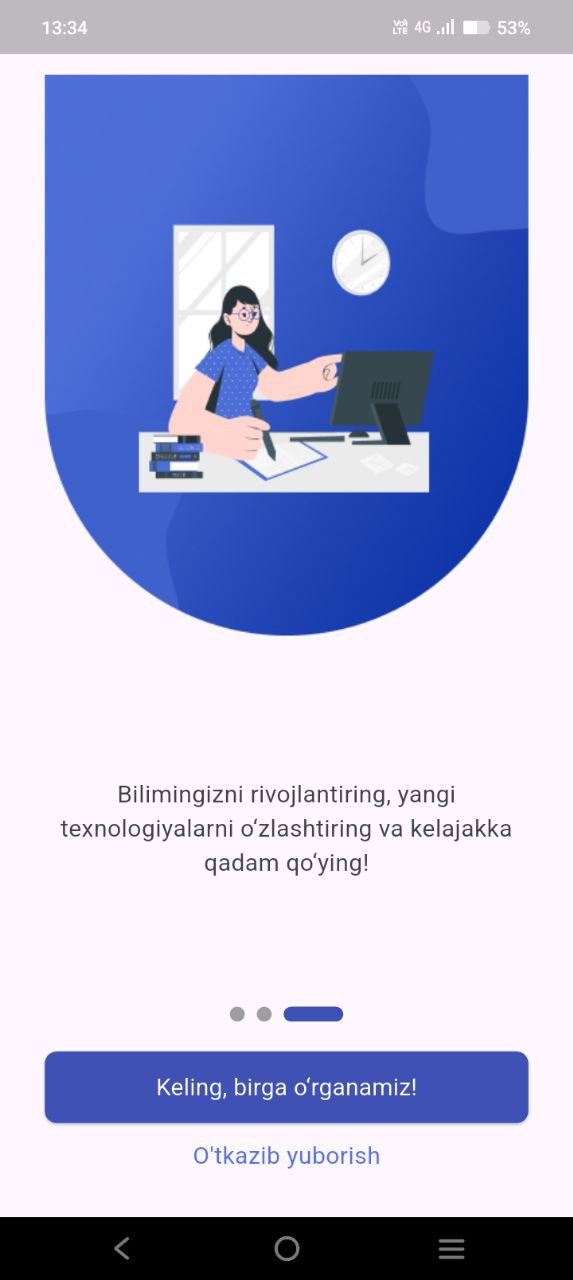 13:34
VoLTE 4G 53%
Bilimingizni rivojlantiring, yangi
texnologiyalarni o‘zlashtiring va kelajakka
qadam qo‘ying!
Keling, birga o‘rganamiz!
O'tkazib yuborish